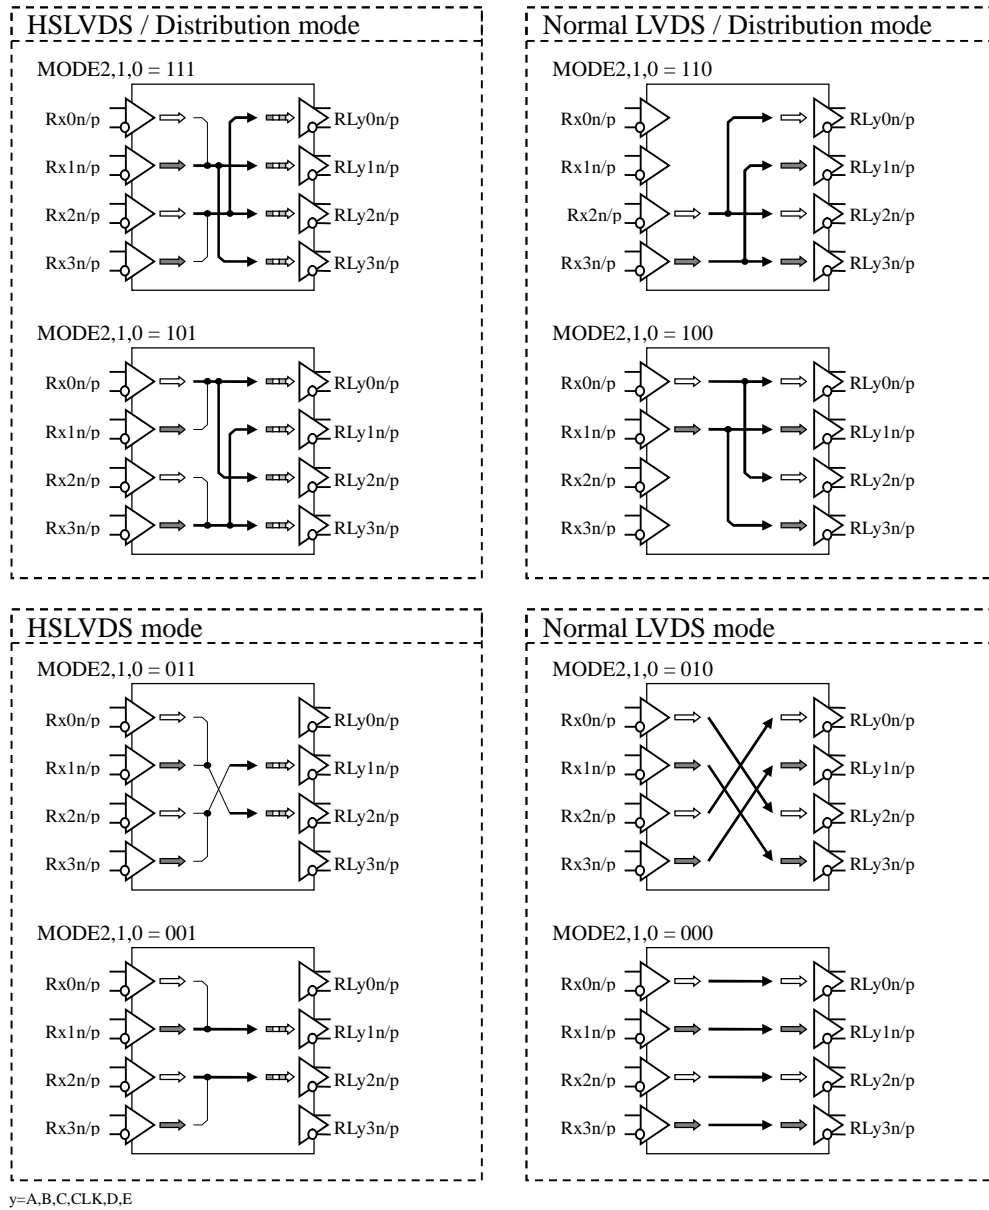 HSLVDS / Distribution mode
MODE2,1,0 = 111
Rx0n/p RLy0n/p
Rx1n/p RLy1n/p
Rx2n/p RLy2n/p
Rx3n/p RLy3n/p
MODE2,1,0 = 101
Rx0n/p RLy0n/p
Rx1n/p RLy1n/p
Rx2n/p RLy2n/p
Rx3n/p RLy3n/p
Normal LVDS / Distribution mode
MODE2,1,0 = 110
Rx0n/p RLy0n/p
Rx1n/p RLy1n/p
Rx2n/p RLy2n/p
Rx3n/p RLy3n/p
MODE2,1,0 = 100
Rx0n/p RLy0n/p
Rx1n/p RLy1n/p
Rx2n/p RLy2n/p
Rx3n/p RLy3n/p
HSLVDS mode
MODE2,1,0 = 011
Rx0n/p RLy0n/p
Rx1n/p RLy1n/p
Rx2n/p RLy2n/p
Rx3n/p RLy3n/p
MODE2,1,0 = 001
Rx0n/p RLy0n/p
Rx1n/p RLy1n/p
Rx2n/p RLy2n/p
Rx3n/p RLy3n/p
Normal LVDS mode
MODE2,1,0 = 010
Rx0n/p RLy0n/p
Rx1n/p RLy1n/p
Rx2n/p RLy2n/p
Rx3n/p RLy3n/p
MODE2,1,0 = 000
Rx0n/p RLy0n/p
Rx1n/p RLy1n/p
Rx2n/p RLy2n/p
Rx3n/p RLy3n/p
y=A,B,C,CLK,D,E